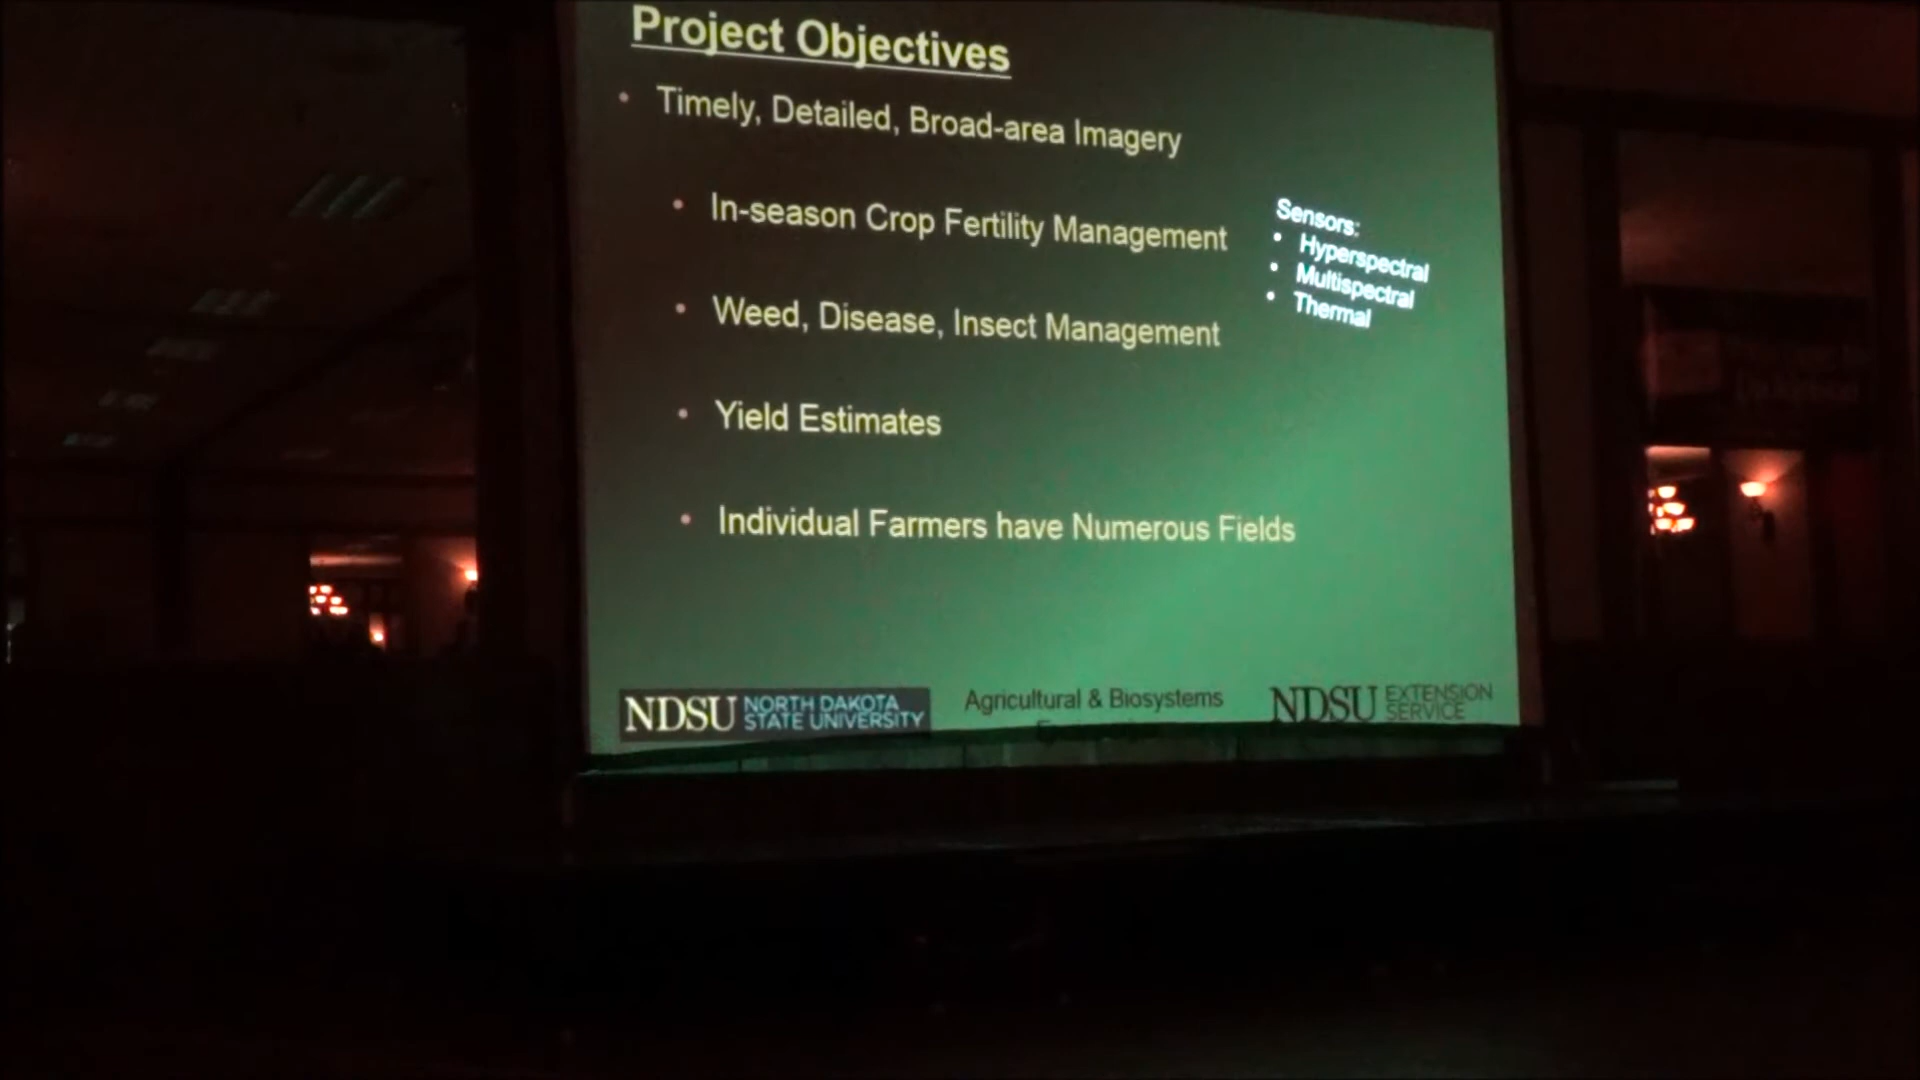 Project Objectives
• Timely, Detailed, Broad-area Imagery
• In-season Crop Fertility Management
• Weed, Disease, Insect Management
• Yield Estimates
• Individual Farmers have Numerous Fields
Sensors:
• Hyperspectral
• Multispectral
• Thermal
NDSU NORTH DAKOTA
STATE UNIVERSITY
Agricultural & Biosystems
NDSU EXTENSION
SERVICE